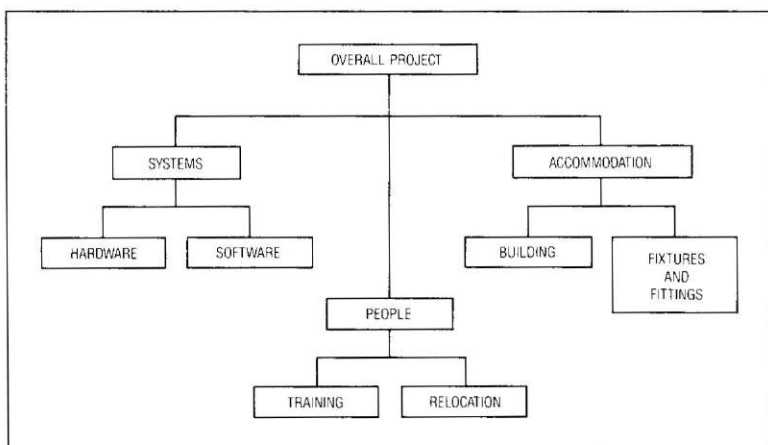 OVERALL PROJECT
SYSTEMS
ACCOMMODATION
HARDWARE
SOFTWARE
BUILDING
FIXTURES
AND
FITTINGS
PEOPLE
TRAINING
RELOCATION